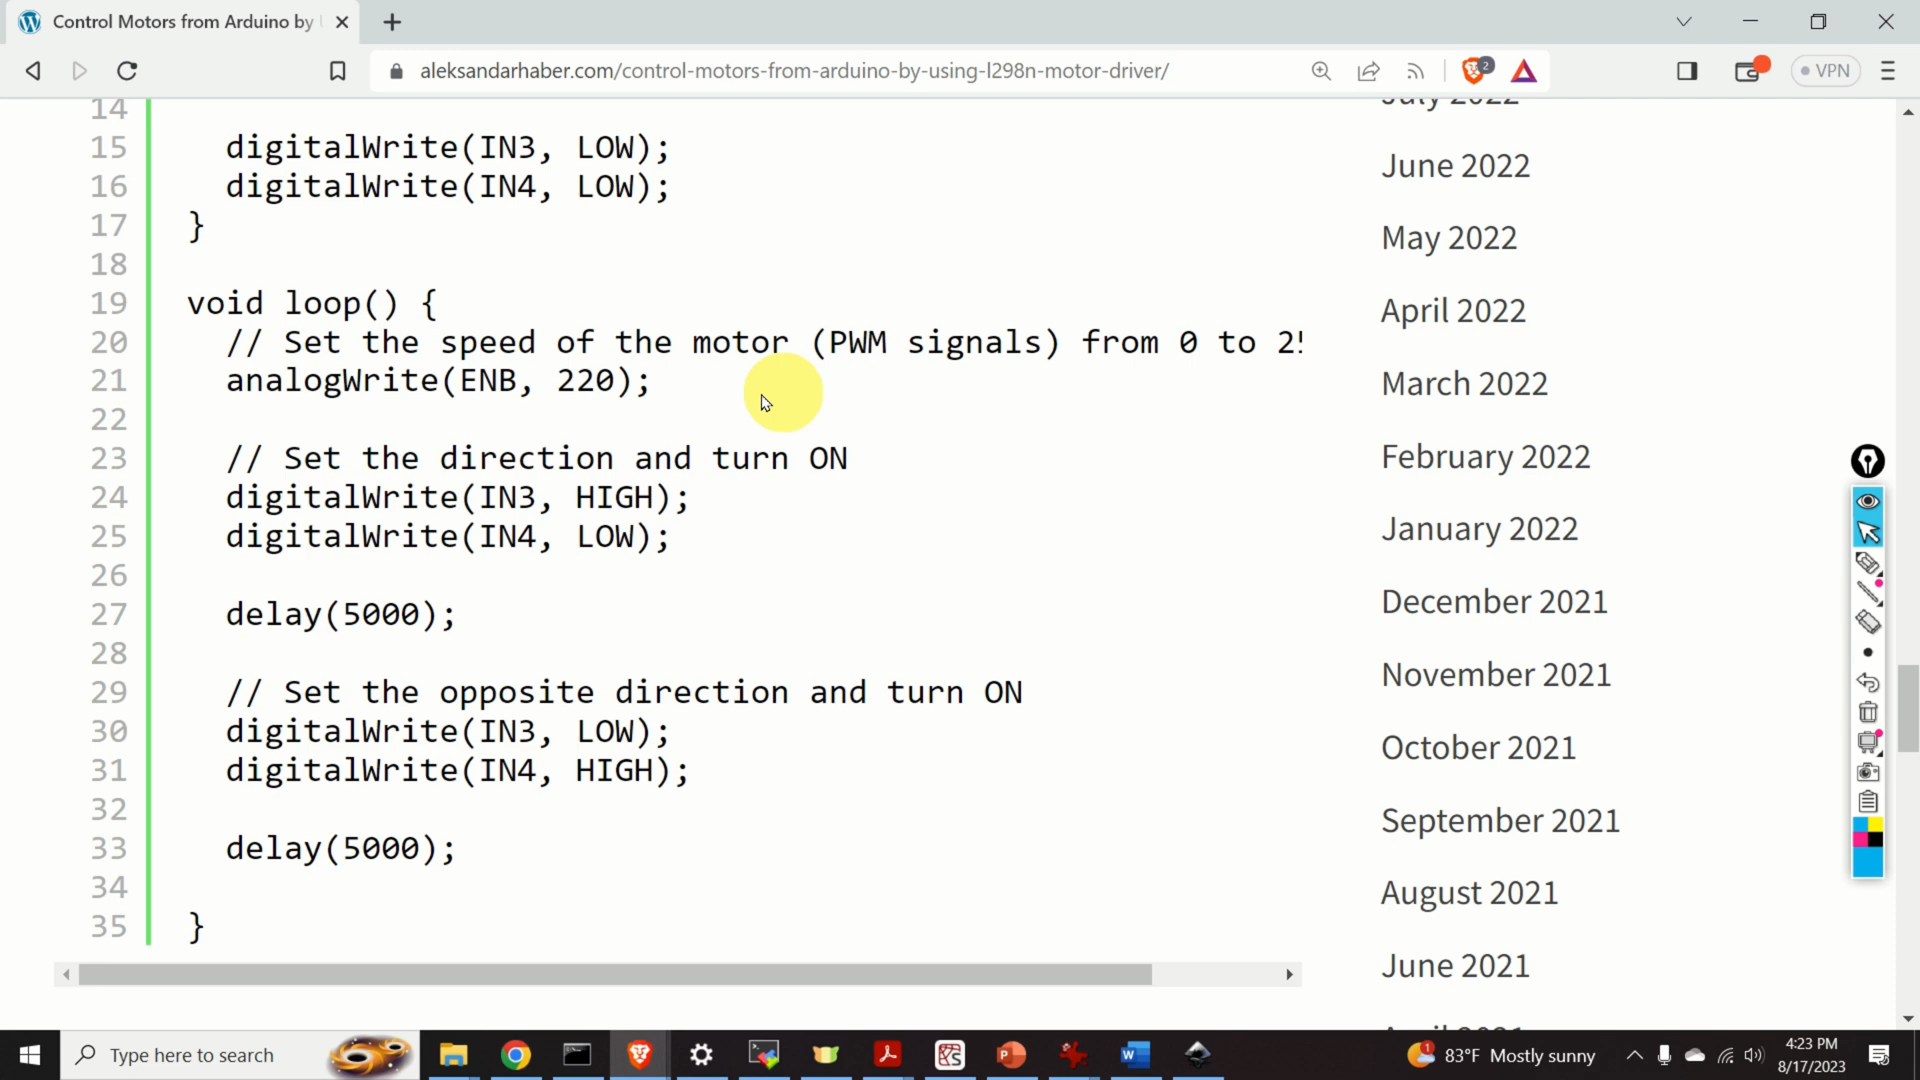 Control Motors from Arduino by
aleksandarhaber.com/control-motors-from-arduino-by-using-l298n-motor-driver/
2
VPN
14
15 digitalWrite(IN3, LOW);
16 digitalWrite(IN4, LOW);
17 }
18
19 void loop() {
20 // Set the speed of the motor (PWM signals) from 0 to
21 analogWrite(ENB, 220);
22
23 // Set the direction and turn ON
24 digitalWrite(IN3, HIGH);
25 digitalWrite(IN4, LOW);
26
27 delay(5000);
28
29 // Set the opposite direction and turn ON
30 digitalWrite(IN3, LOW);
31 digitalWrite(IN4, HIGH);
32
33 delay(5000);
34
35 }
July 2022
June 2022
May 2022
April 2022
March 2022
February 2022
January 2022
December 2021
November 2021
October 2021
September 2021
August 2021
June 2021
Type here to search
1
83°F Mostly sunny
4:23 PM
8/17/2023